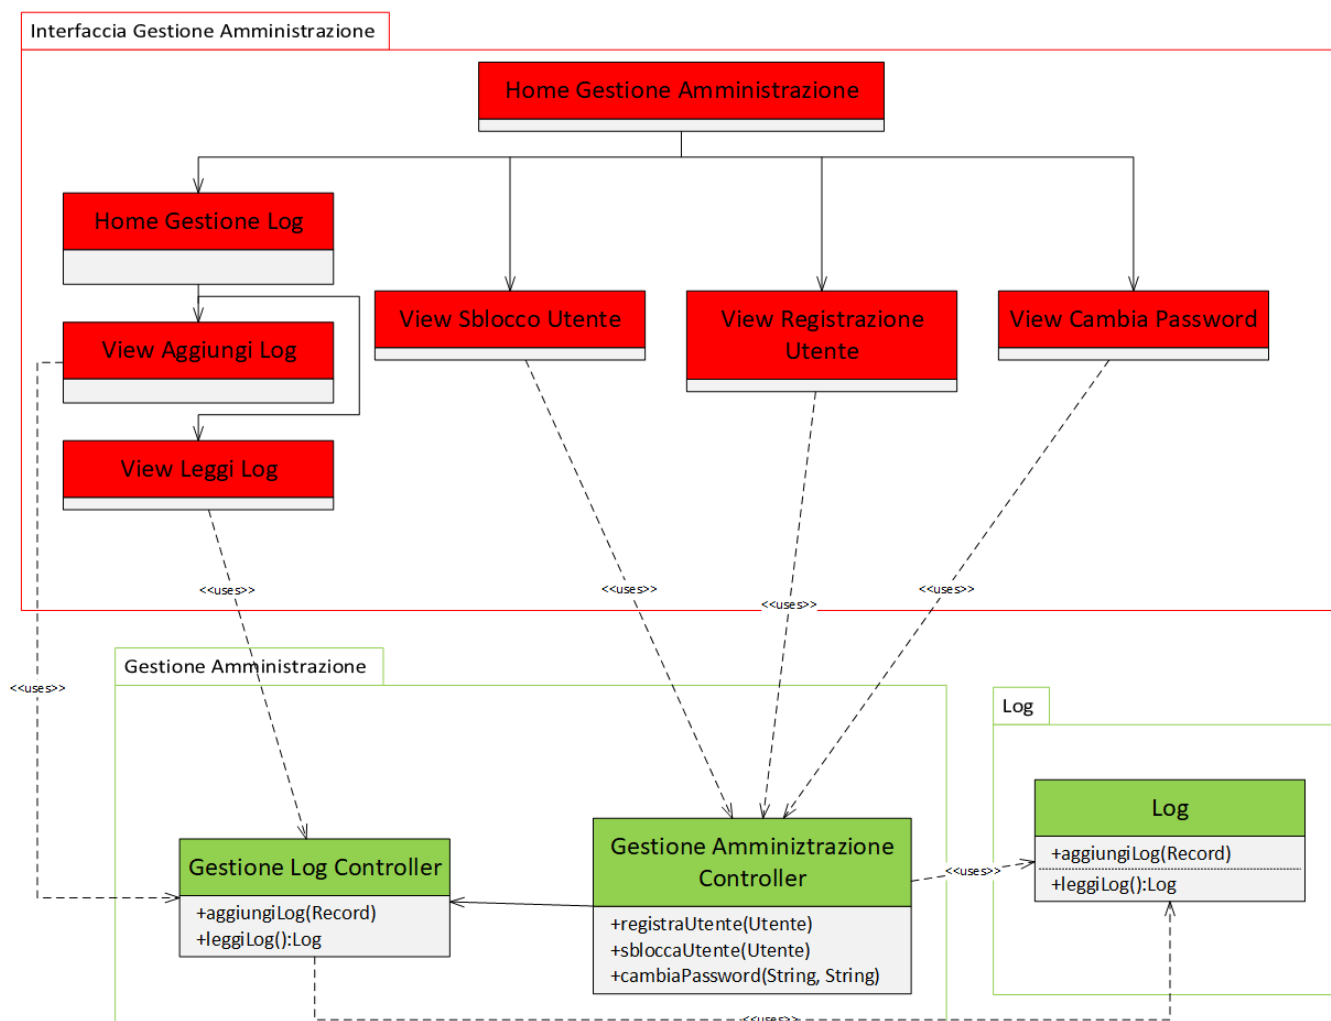 Interfaccia Gestione Amministrazione
Home Gestione Amministrazione
Home Gestione Log
View Sblocco Utente
View Registrazione
Utente
View Cambia Password
View Aggiungi Log
View Leggi Log
<<uses>>
<<uses>>
<<uses>>
<<uses>>
Gestione Amministrazione
<<uses>>
Log
Log
+aggiungiLog(Record)
+leggiLog():Log
Gestione Log Controller
+aggiungiLog(Record)
+leggiLog():Log
Gestione Amminiztrazione
Controller
+registraUtente(Utente)
+sbloccaUtente(Utente)
+cambiaPassword(String, String)
<<uses>>
<<uses>>